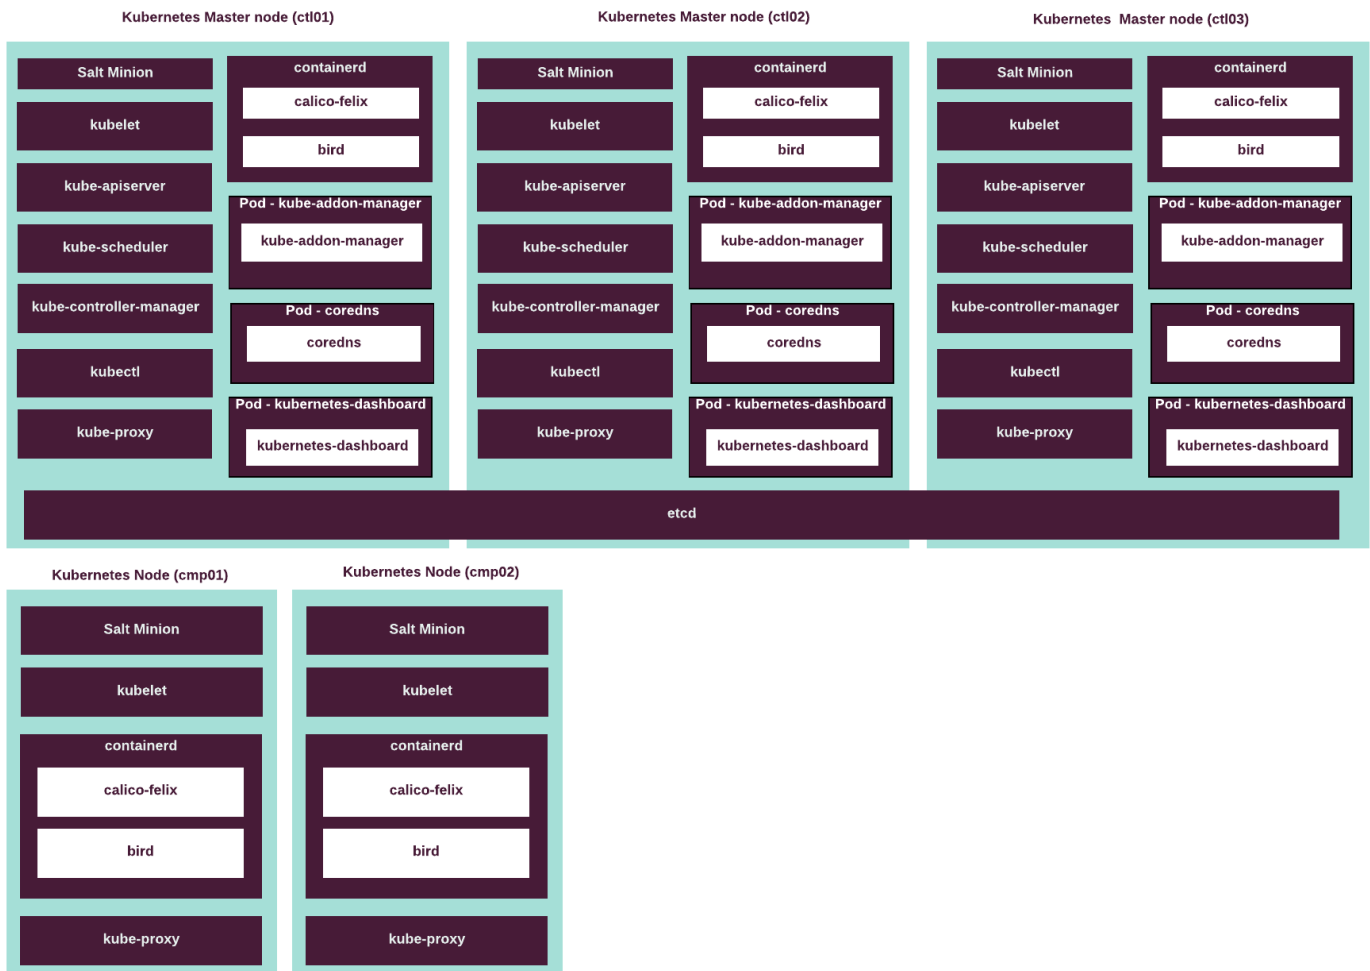 Kubernetes Master node (ctl01)
Salt Minion
kubelet
kube-apiserver
kube-scheduler
kube-controller-manager
kubectl
kube-proxy
containerd
calico-felix
bird
Pod - kube-addon-manager
kube-addon-manager
Pod - coredns
coredns
Pod - kubernetes-dashboard
kubernetes-dashboard
Kubernetes Master node (ctl02)
Salt Minion
kubelet
kube-apiserver
kube-scheduler
kube-controller-manager
kubectl
kube-proxy
containerd
calico-felix
bird
Pod - kube-addon-manager
kube-addon-manager
Pod - coredns
coredns
Pod - kubernetes-dashboard
kubernetes-dashboard
Kubernetes Master node (ctl03)
Salt Minion
kubelet
kube-apiserver
kube-scheduler
kube-controller-manager
kubectl
kube-proxy
containerd
calico-felix
bird
Pod - kube-addon-manager
kube-addon-manager
Pod - coredns
coredns
Pod - kubernetes-dashboard
kubernetes-dashboard
etcd
Kubernetes Node (cmp01)
Salt Minion
kubelet
containerd
calico-felix
bird
kube-proxy
Kubernetes Node (cmp02)
Salt Minion
kubelet
containerd
calico-felix
bird
kube-proxy